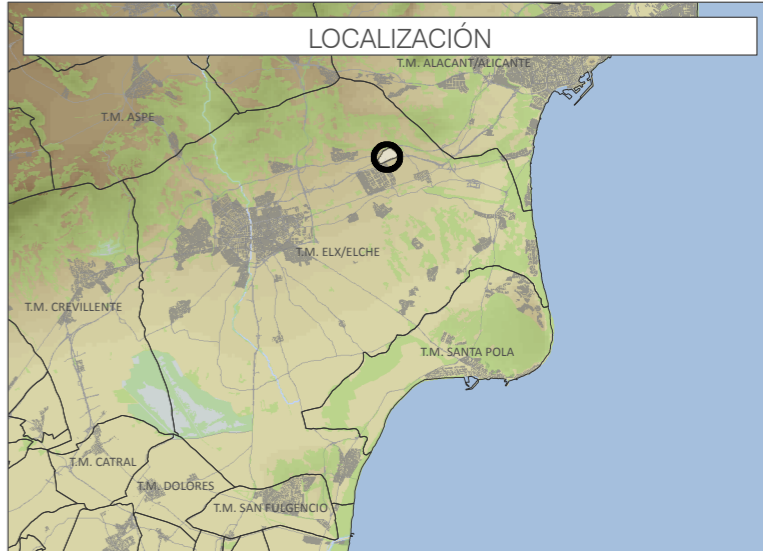 LOCALIZACIÓN
T.M. ALACANT/ALICANTE
T.M. ASPE
T.M. ELX/ELCHE
T.M. CREVILLENTE
T.M. SANTA POLA
T.M. CATRAL
T.M. DOLORES
T.M. SAN FULGENCIO